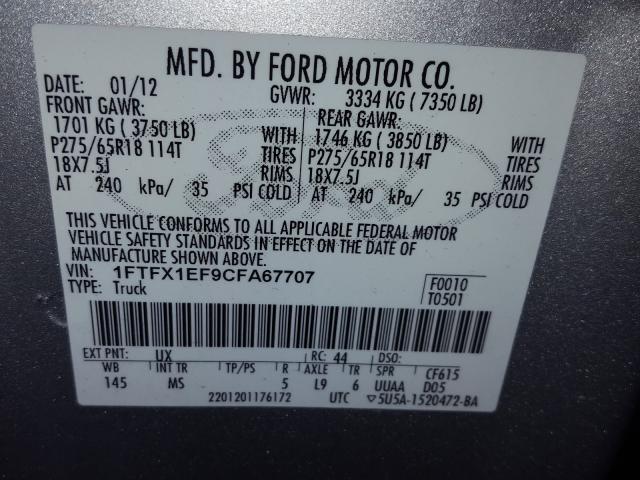 MFD. BY FORD MOTOR CO.
DATE: 01/12 GVWR: 3334 KG ( 7350 LB)
FRONT GAWR: REAR GAWR:
1701 KG ( 3750 LB) WITH 1746 KG ( 3850 LB) WITH
P275/65R18 114T TIRES P275/65R18 114T TIRES
18X7.5J RIMS 18X7.5J RIMS
AT 240 kPa/ 35 PSI COLD AT 240 kPa/ 35 PSI COLD
THIS VEHICLE CONFORMS TO ALL APPLICABLE FEDERAL MOTOR
VEHICLE SAFETY STANDARDS IN EFFECT ON THE DATE OF
MANUFACTURE SHOWN ABOVE.
VIN: 1FTFX1EF9CFA67707 F0010
TYPE: Truck T0501
EXT PNT: UX RC: 44 DSO:
WB INT TR TP/PS R AXLE TR SPR CF615
145 MS 5 L9 6 UUAA D05
2201201176172 UTC ▽5U5A-1520472-BA
Ford